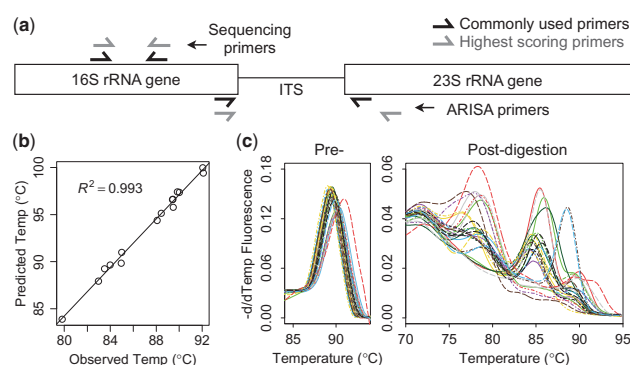 (a)
Sequencing
primers
Commonly used primers
Highest scoring primers
16S rRNA gene
ITS
23S rRNA gene
ARISA primers
(b)
R² = 0.993
Predicted Temp (°C)
85 90 95 100
80 84 88 92
Observed Temp (°C)
(c)
Pre-
Post-digestion
-d/dTemp Fluorescence
0.00 0.06 0.12 0.18
85 90
Temperature (°C)
0.00 0.02 0.04 0.06
70 75 80 85 90 95
Temperature (°C)